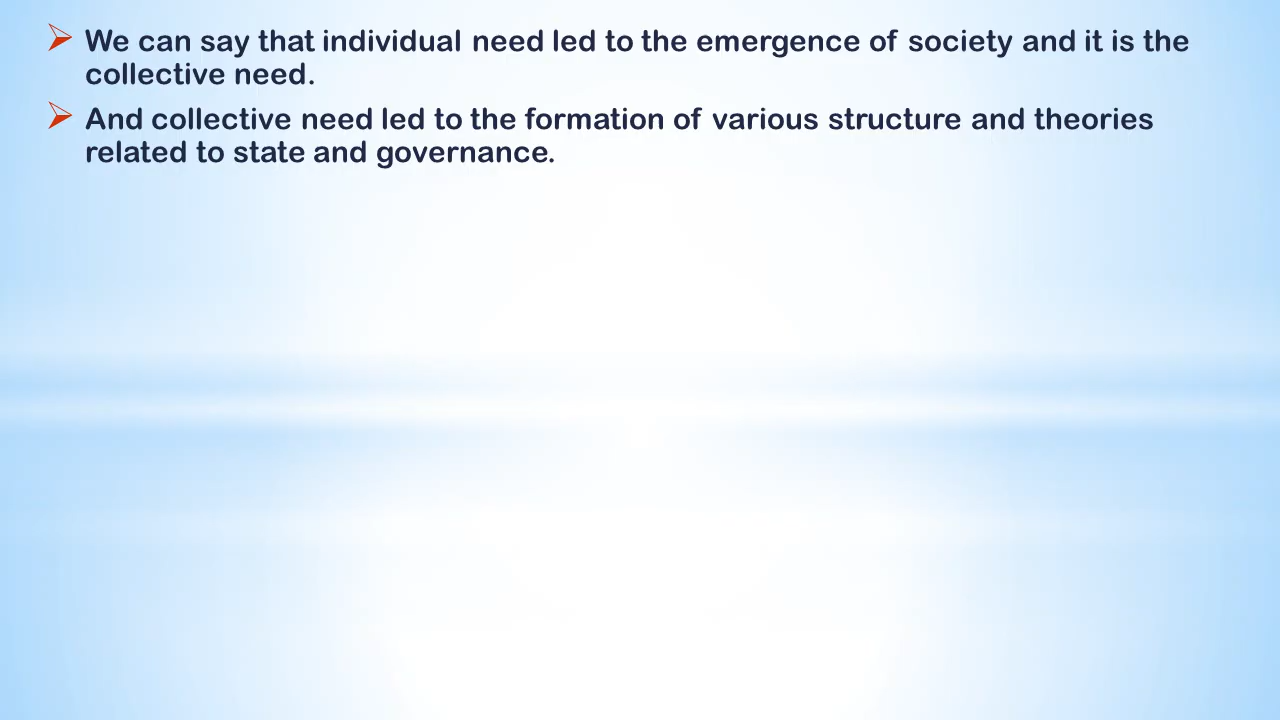 We can say that individual need led to the emergence of society and it is the
collective need.
And collective need led to the formation of various structure and theories
related to state and governance.